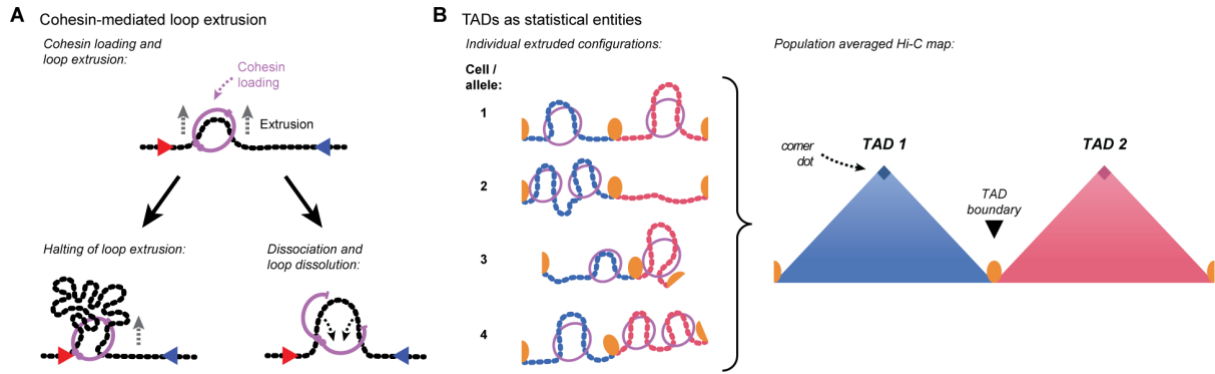 A Cohesin-mediated loop extrusion
Cohesin loading and
loop extrusion:
Cohesin
loading
Extrusion
Halting of loop extrusion:
Dissociation and
loop dissolution:
B TADs as statistical entities
Individual extruded configurations:
Cell /
allele:
1
2
3
4
Population averaged Hi-C map:
corner
dot
TAD 1
TAD 2
TAD
boundary